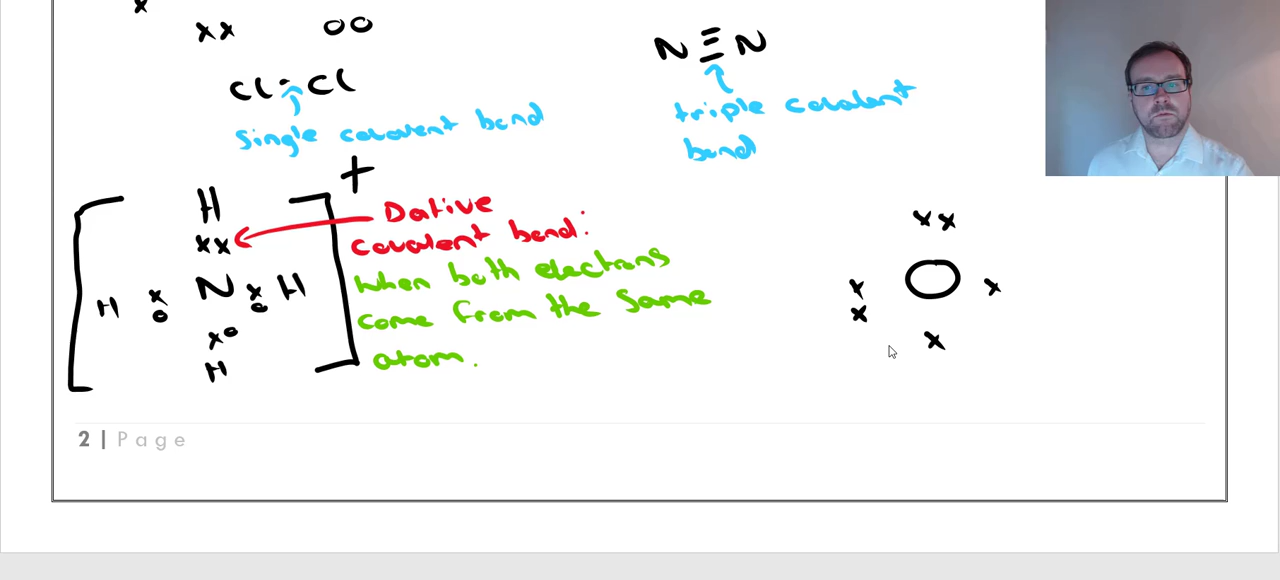 x
xx oo
Cl-Cl
single covalent bond
N≡N
triple covalent
bond
[ ]+
H
xx
H x o N x o H
x o
H
Dative
covalent bond:
When both electrons
come from the same
atom.
xx
x x O x
x
2 | Page